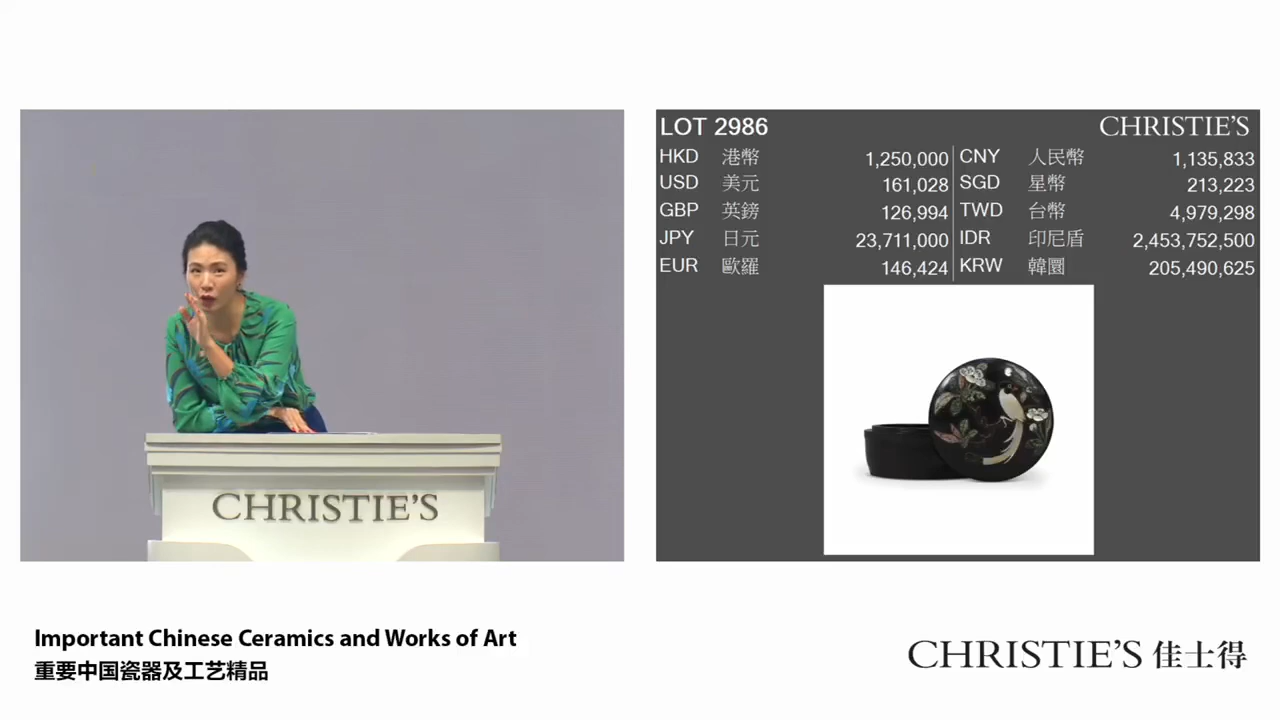 CHRISTIE'S
LOT 2986 CHRISTIE'S
HKD 港幣 1,250,000 CNY 人民幣 1,135,833
USD 美元 161,028 SGD 星幣 213,223
GBP 英鎊 126,994 TWD 台幣 4,979,298
JPY 日元 23,711,000 IDR 印尼盾 2,453,752,500
EUR 歐羅 146,424 KRW 韓圜 205,490,625
Important Chinese Ceramics and Works of Art
重要中国瓷器及工艺精品
CHRISTIE'S 佳士得